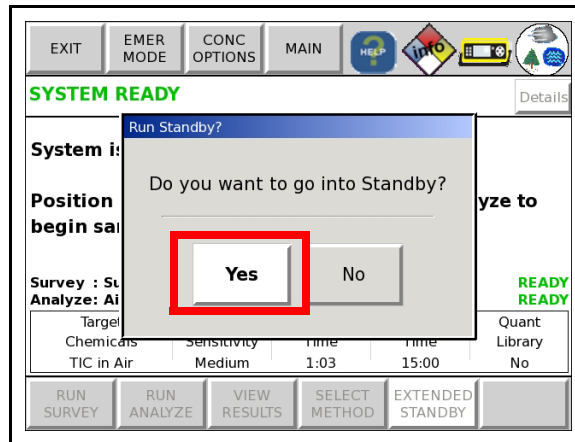 EXIT
EMER MODE
CONC OPTIONS
MAIN
HELP
info
SYSTEM READY
Details
Run Standby?
System is
Do you want to go into Standby?
Position
yze to
begin sa
Yes
No
Survey : Su
READY
Analyze: Ai
READY
Target
Quant
Chemicals Sensitivity Time Time Library
TIC in Air Medium 1:03 15:00 No
RUN SURVEY
RUN ANALYZE
VIEW RESULTS
SELECT METHOD
EXTENDED STANDBY